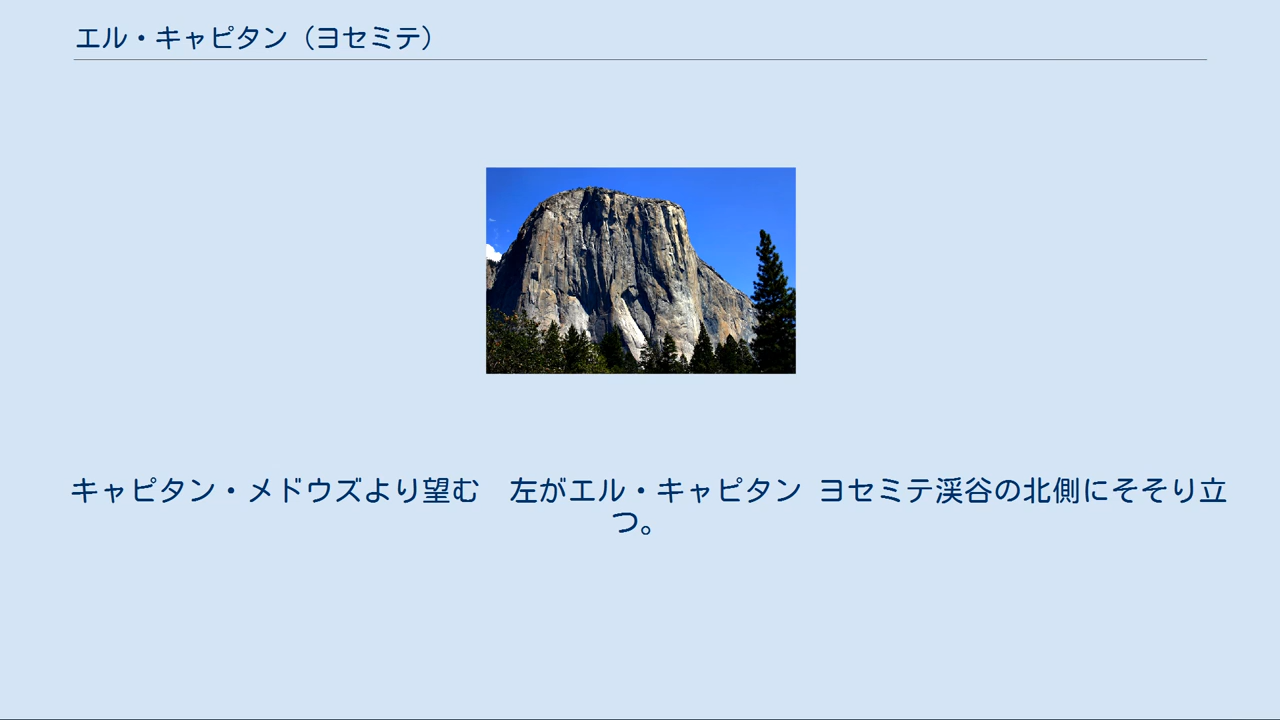 エル・キャピタン（ヨセミテ）
キャピタン・メドウズより望む　左がエル・キャピタン ヨセミテ渓谷の北側にそそり立
つ。